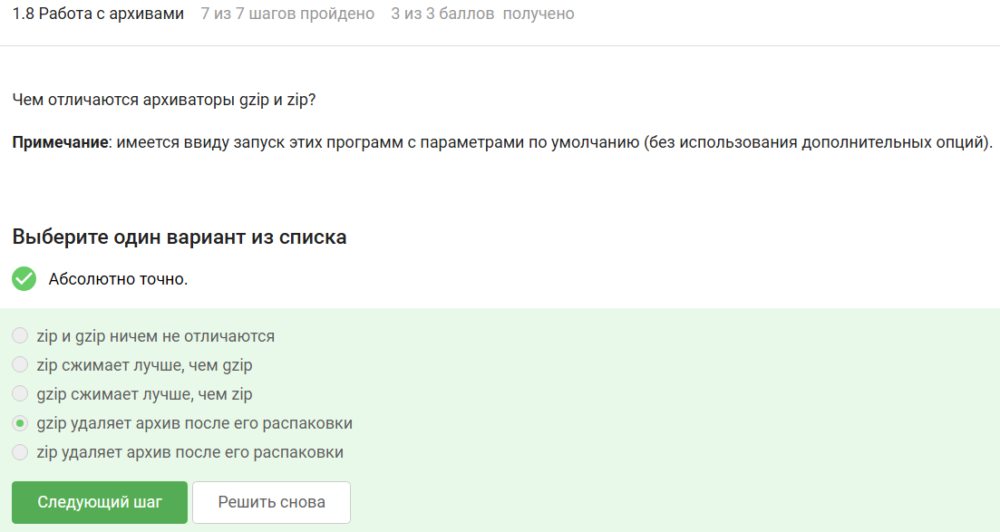 1.8 Работа с архивами 7 из 7 шагов пройдено 3 из 3 баллов получено
Чем отличаются архиваторы gzip и zip?
Примечание: имеется ввиду запуск этих программ с параметрами по умолчанию (без использования дополнительных опций).
Выберите один вариант из списка
Абсолютно точно.
zip и gzip ничем не отличаются
zip сжимает лучше, чем gzip
gzip сжимает лучше, чем zip
gzip удаляет архив после его распаковки
zip удаляет архив после его распаковки
Следующий шаг Решить снова